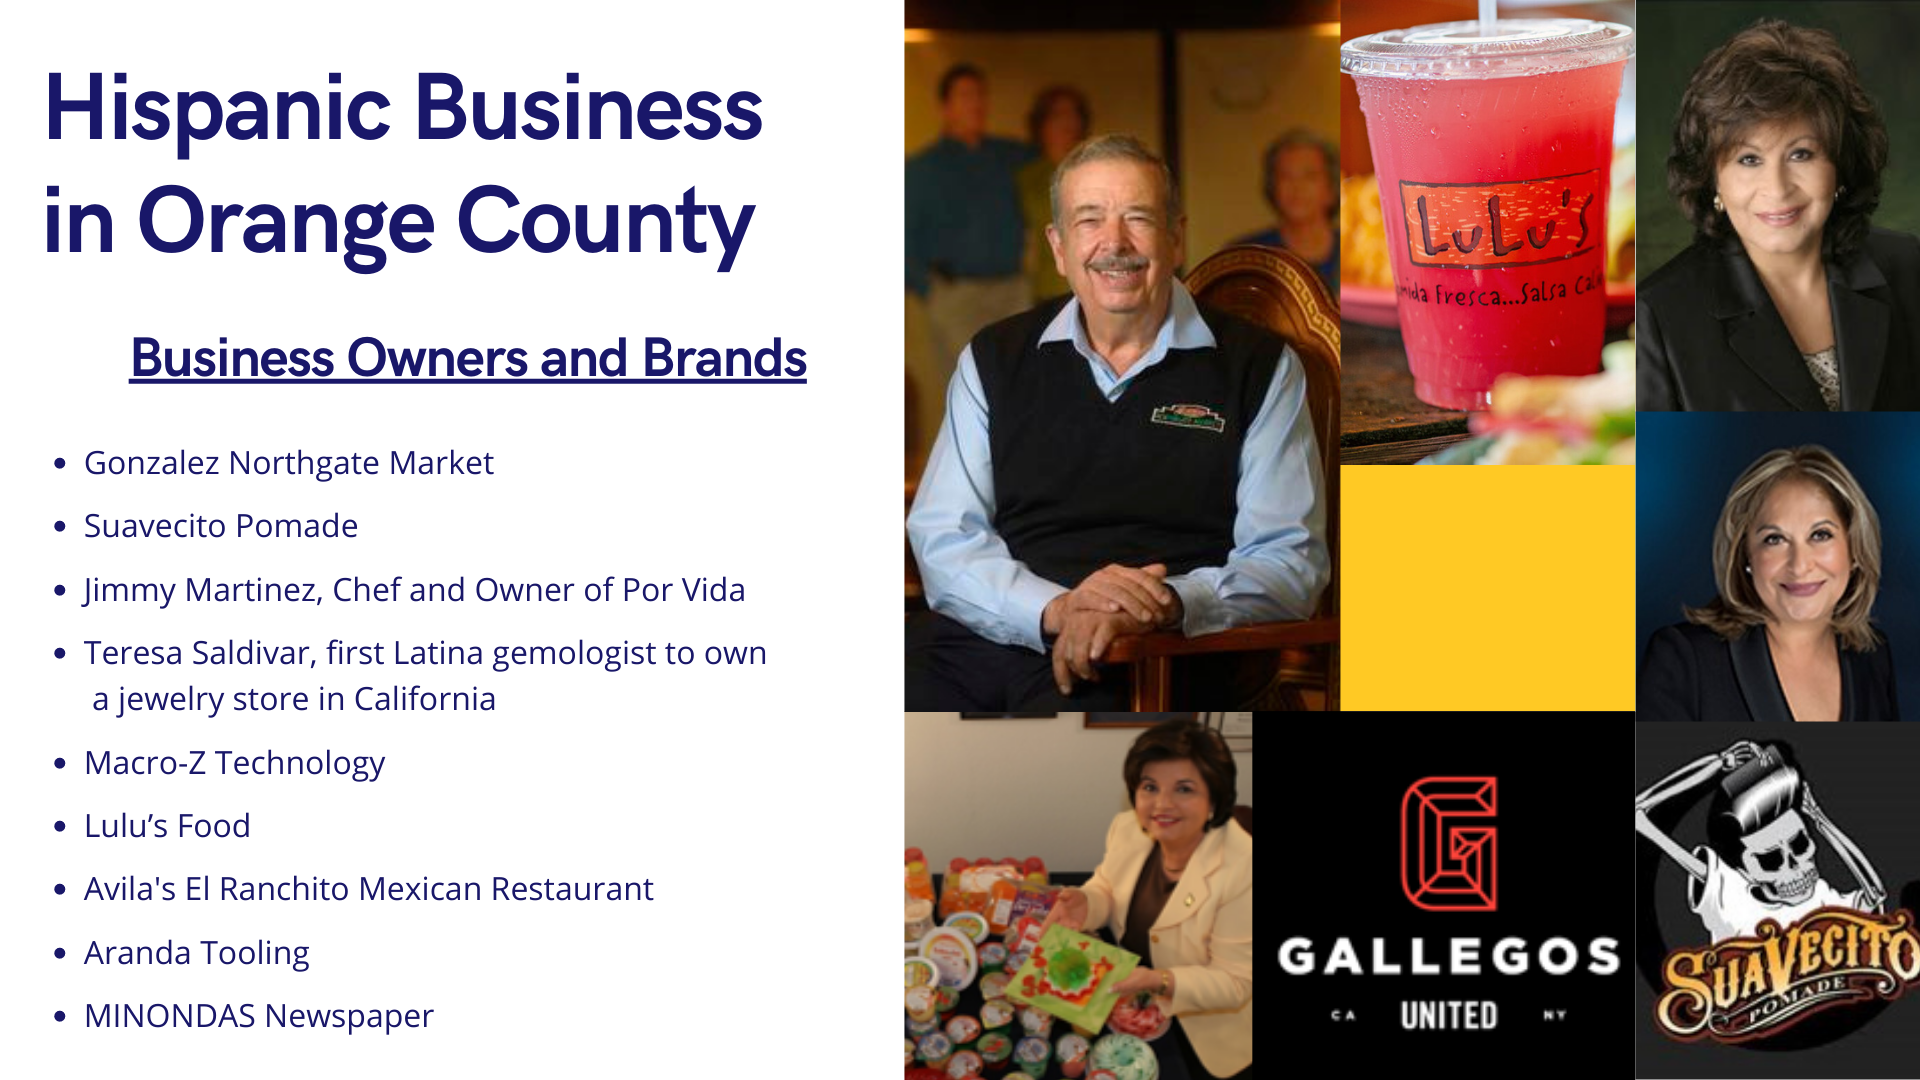 Hispanic Business
in Orange County
Business Owners and Brands
• Gonzalez Northgate Market
• Suavecito Pomade
• Jimmy Martinez, Chef and Owner of Por Vida
• Teresa Saldivar, first Latina gemologist to own
a jewelry store in California
• Macro-Z Technology
• Lulu’s Food
• Avila's El Ranchito Mexican Restaurant
• Aranda Tooling
• MINONDAS Newspaper
LuLu's
Fresca...Salsa
GALLEGOS
CA UNITED NY
SUAVECITO
POMADE